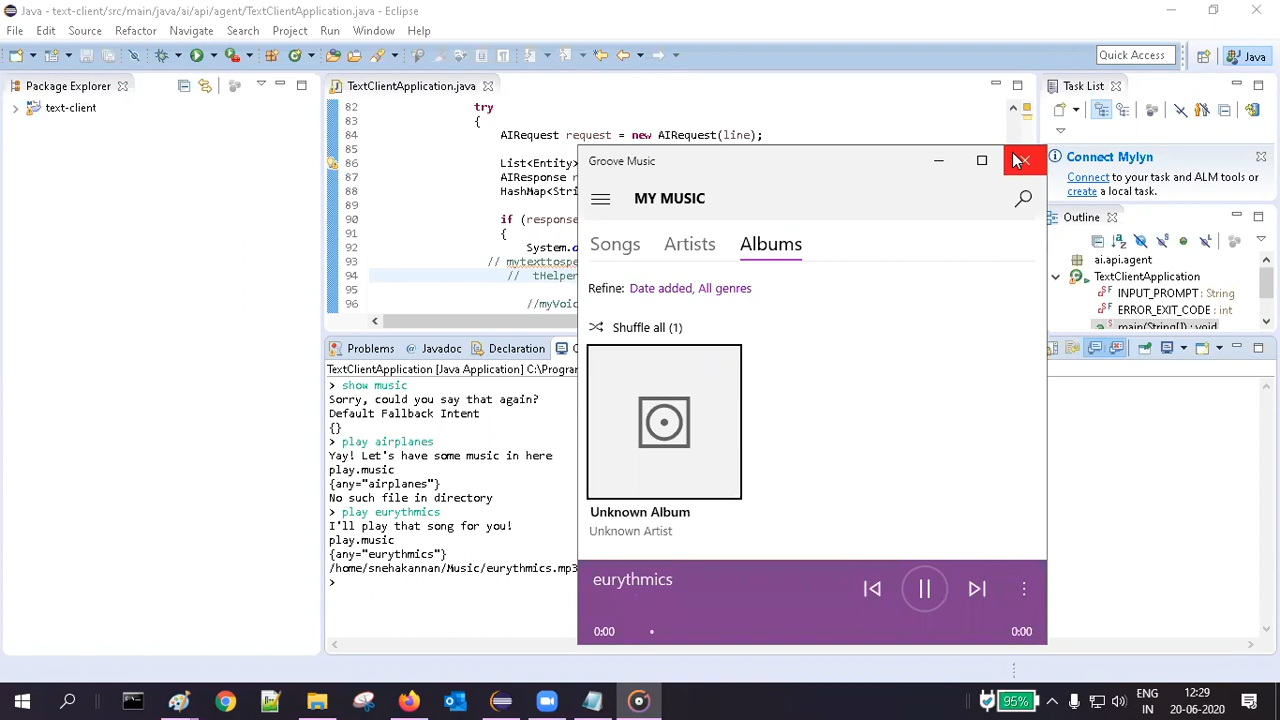 Java - text-client/src/main/java/ai/api/agent/TextClientApplication.java - Eclipse
File Edit Source Refactor Navigate Search Project Run Window Help
Quick Access
Java
Package Explorer
text-client
TextClientApplication.java
82 try
83 {
84 AIRequest request = new AIRequest(line);
85
86 List<Entity>
87 AIResponse r
88 HashMap<Stri
89
90 if (response
91 {
92 System.o
93 // mytexttospe
94 // tHelper
95
96 //myVoic
Groove Music
MY MUSIC
Songs Artists Albums
Refine: Date added, All genres
Shuffle all (1)
Unknown Album
Unknown Artist
eurythmics
0:00
0:00
Task List
Connect Mylyn
Connect to your task and ALM tools or
create a local task.
Outline
ai.api.agent
TextClientApplication
INPUT_PROMPT : String
ERROR_EXIT_CODE : int
main(String[]) : void
Problems Javadoc Declaration
TextClientApplication [Java Application] C:\Program
> show music
Sorry, could you say that again?
Default Fallback Intent
{}
> play airplanes
Yay! Let's have some music in here
play.music
{any="airplanes"}
No such file in directory
> play eurythmics
I'll play that song for you!
play.music
{any="eurythmics"}
/home/snehakannan/Music/eurythmics.mp3
>
95%
ENG
IN
12:29
20-06-2020